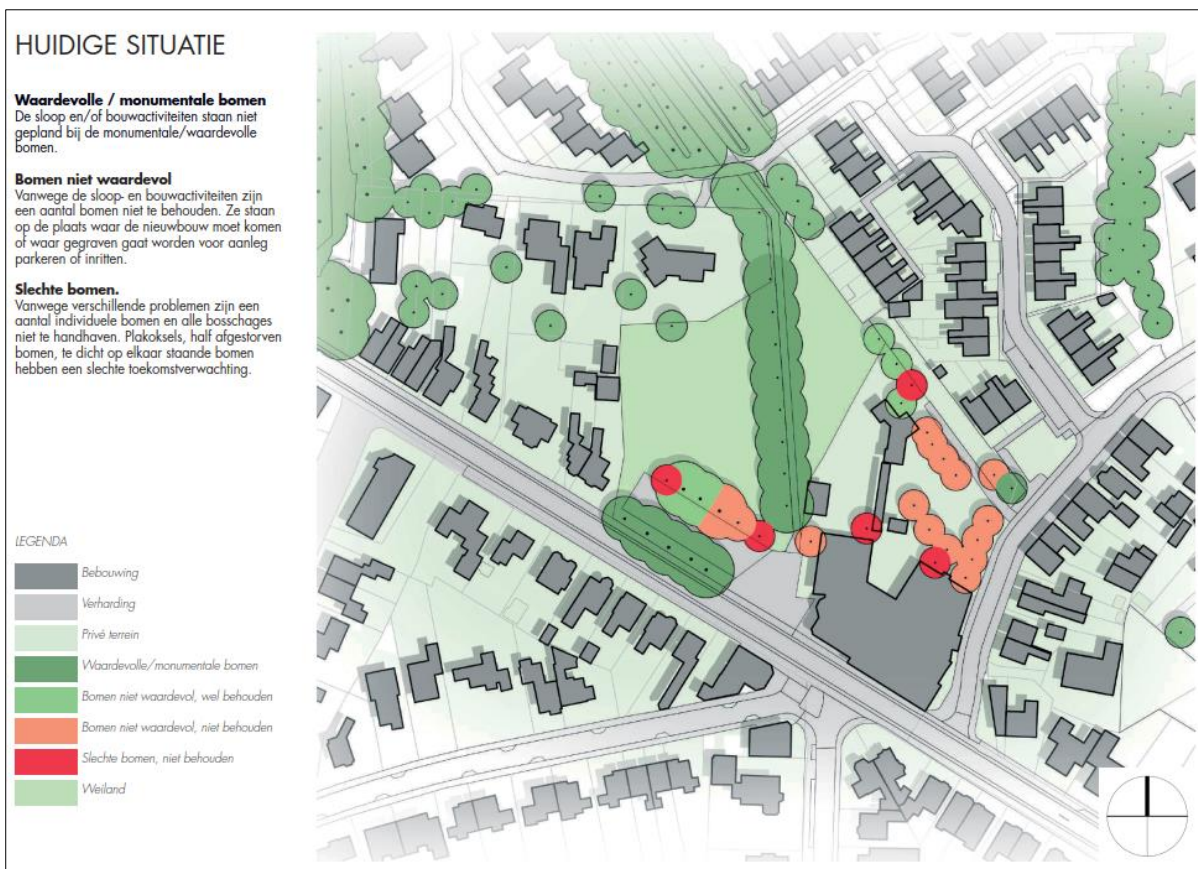 HUIDIGE SITUATIE
Waardevolle / monumentale bomen
De sloop en/of bouwactiviteiten staan niet
gepland bij de monumentale/waardevolle
bomen.
Bomen niet waardevol
Vanwege de sloop- en bouwactiviteiten zijn
een aantal bomen niet te behouden. Ze staan
op de plaats waar de nieuwbouw moet komen
of waar gegraven gaat worden voor aanleg
parkeren of inritten.
Slechte bomen.
Vanwege verschillende problemen zijn een
aantal individuele bomen en alle bosschages
niet te handhaven. Plakoksels, half afgestorven
bomen, te dicht op elkaar staande bomen
hebben een slechte toekomstverwachting.
LEGENDA
Bebouwing
Verharding
Privé terrein
Waardevolle/monumentale bomen
Bomen niet waardevol, wel behouden
Bomen niet waardevol, niet behouden
Slechte bomen, niet behouden
Weiland